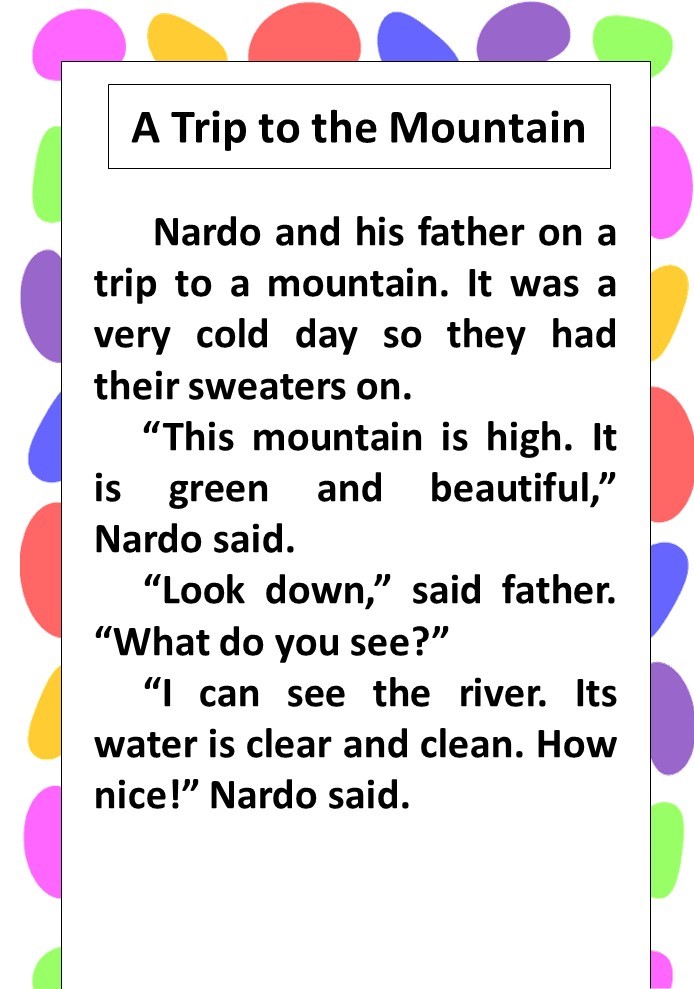 A Trip to the Mountain
Nardo and his father on a
trip to a mountain. It was a
very cold day so they had
their sweaters on.
“This mountain is high. It
is green and beautiful,”
Nardo said.
“Look down,” said father.
“What do you see?”
“I can see the river. Its
water is clear and clean. How
nice!” Nardo said.